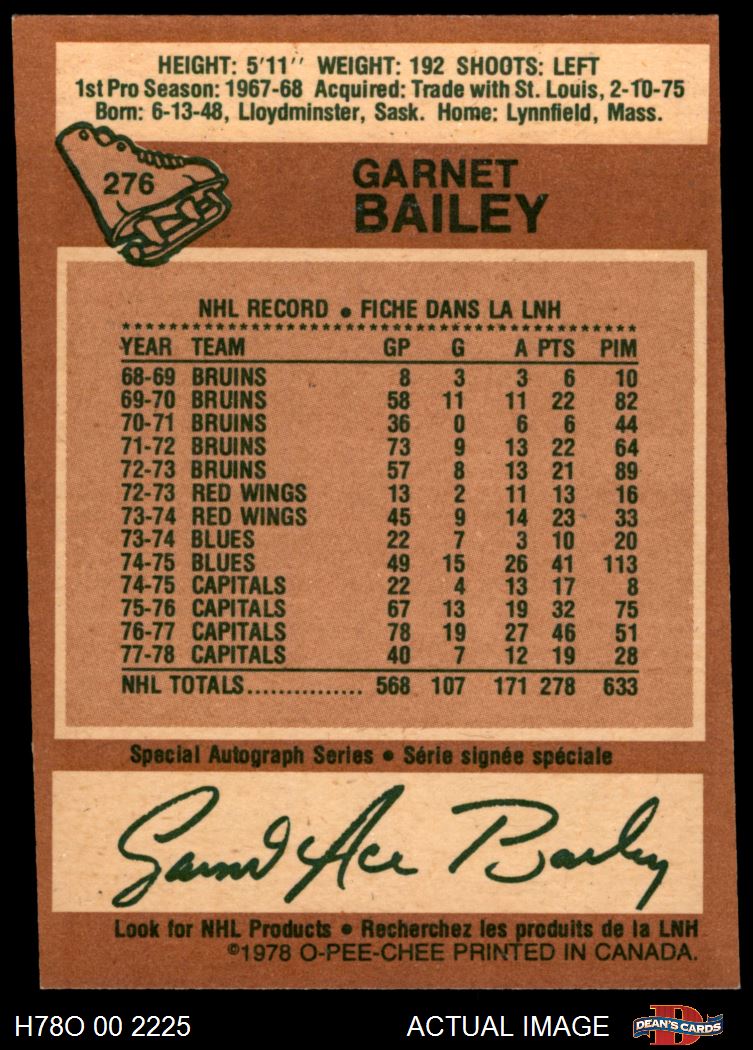 HEIGHT: 5'11'' WEIGHT: 192 SHOOTS: LEFT
1st Pro Season: 1967-68 Acquired: Trade with St. Louis, 2-10-75
Born: 6-13-48, Lloydminster, Sask. Home: Lynnfield, Mass.
276
GARNET
BAILEY
NHL RECORD • FICHE DANS LA LNH
YEAR TEAM GP G A PTS PIM
68-69 BRUINS 8 3 3 6 10
69-70 BRUINS 58 11 11 22 82
70-71 BRUINS 36 0 6 6 44
71-72 BRUINS 73 9 13 22 64
72-73 BRUINS 57 8 13 21 89
72-73 RED WINGS 13 2 11 13 16
73-74 RED WINGS 45 9 14 23 33
73-74 BLUES 22 7 3 10 20
74-75 BLUES 49 15 26 41 113
74-75 CAPITALS 22 4 13 17 8
75-76 CAPITALS 67 13 19 32 75
76-77 CAPITALS 78 19 27 46 51
77-78 CAPITALS 40 7 12 19 28
NHL TOTALS............... 568 107 171 278 633
Special Autograph Series • Série signée spéciale
Garnet Ace Bailey
Look for NHL Products • Recherchez les produits de la LNH
©1978 O-PEE-CHEE PRINTED IN CANADA.
H78O 00 2225 ACTUAL IMAGE DEAN'S CARDS